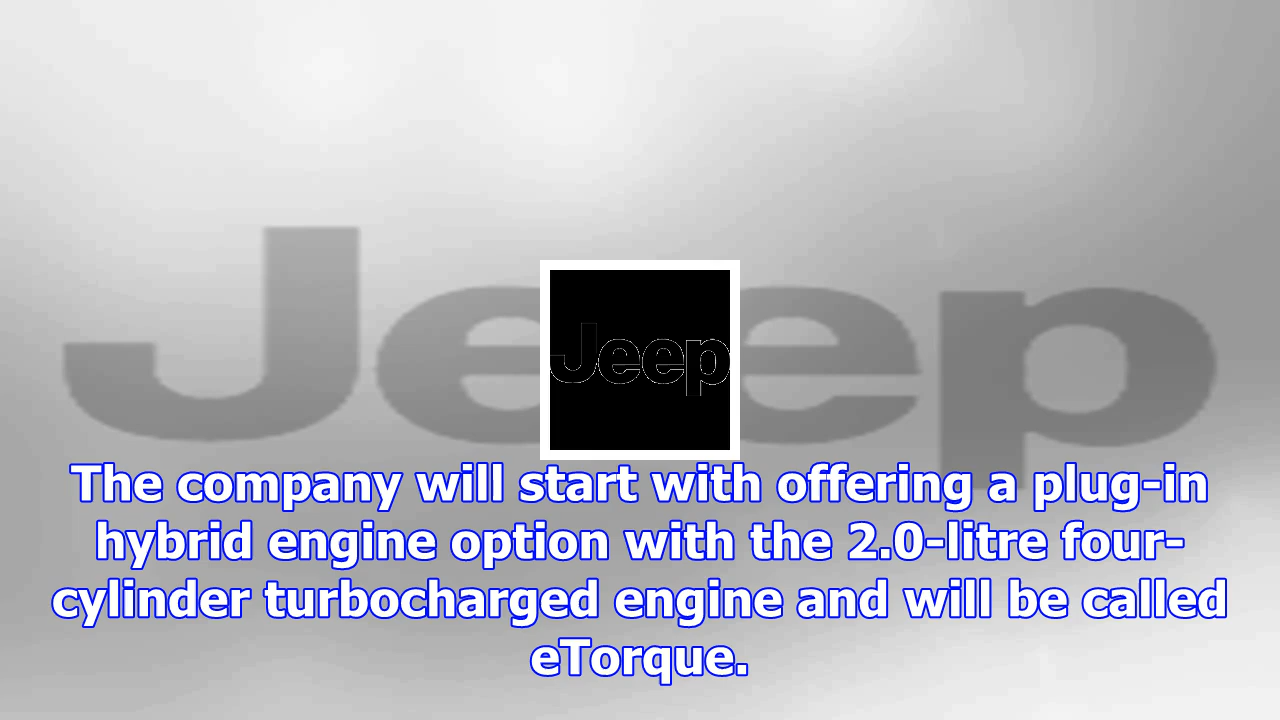 Jeep
Jeep
The company will start with offering a plug-in
hybrid engine option with the 2.0-litre four-
cylinder turbocharged engine and will be called
eTorque.